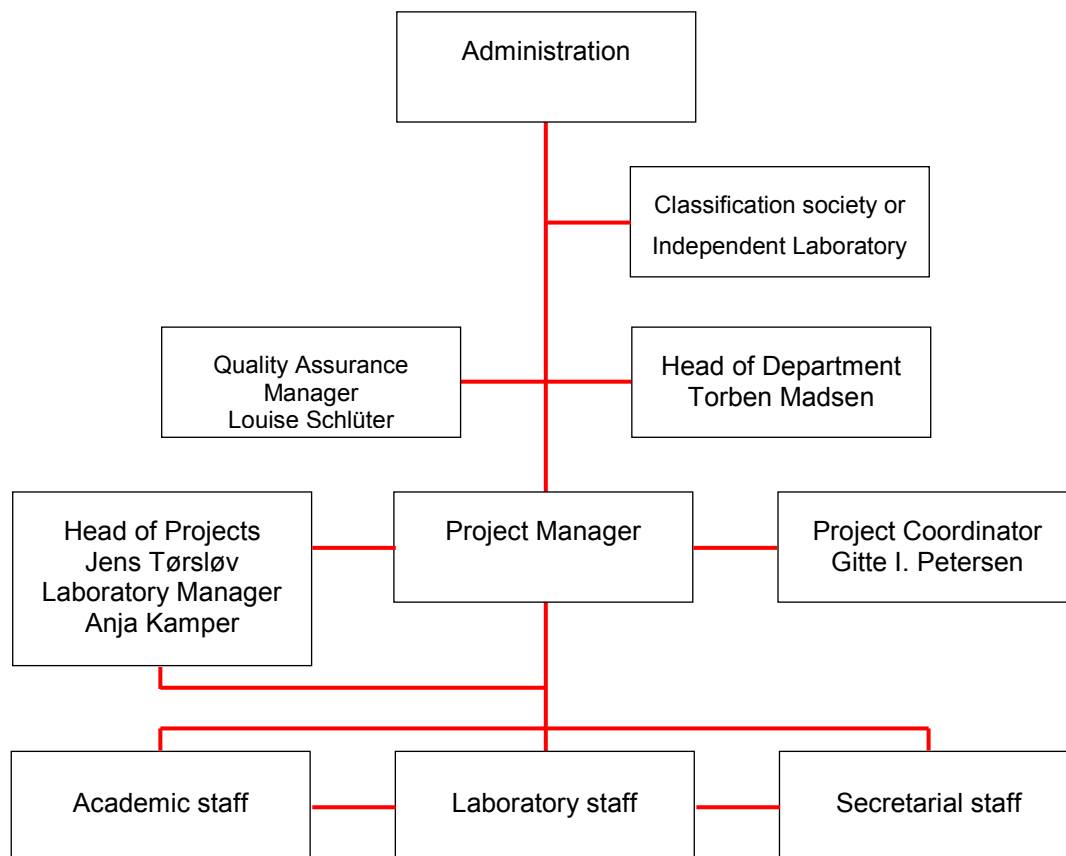 Administration
Classification society or
Independent Laboratory
Quality Assurance
Manager
Louise Schlüter
Head of Department
Torben Madsen
Head of Projects
Jens Tørsløv
Laboratory Manager
Anja Kamper
Project Manager
Project Coordinator
Gitte I. Petersen
Academic staff
Laboratory staff
Secretarial staff